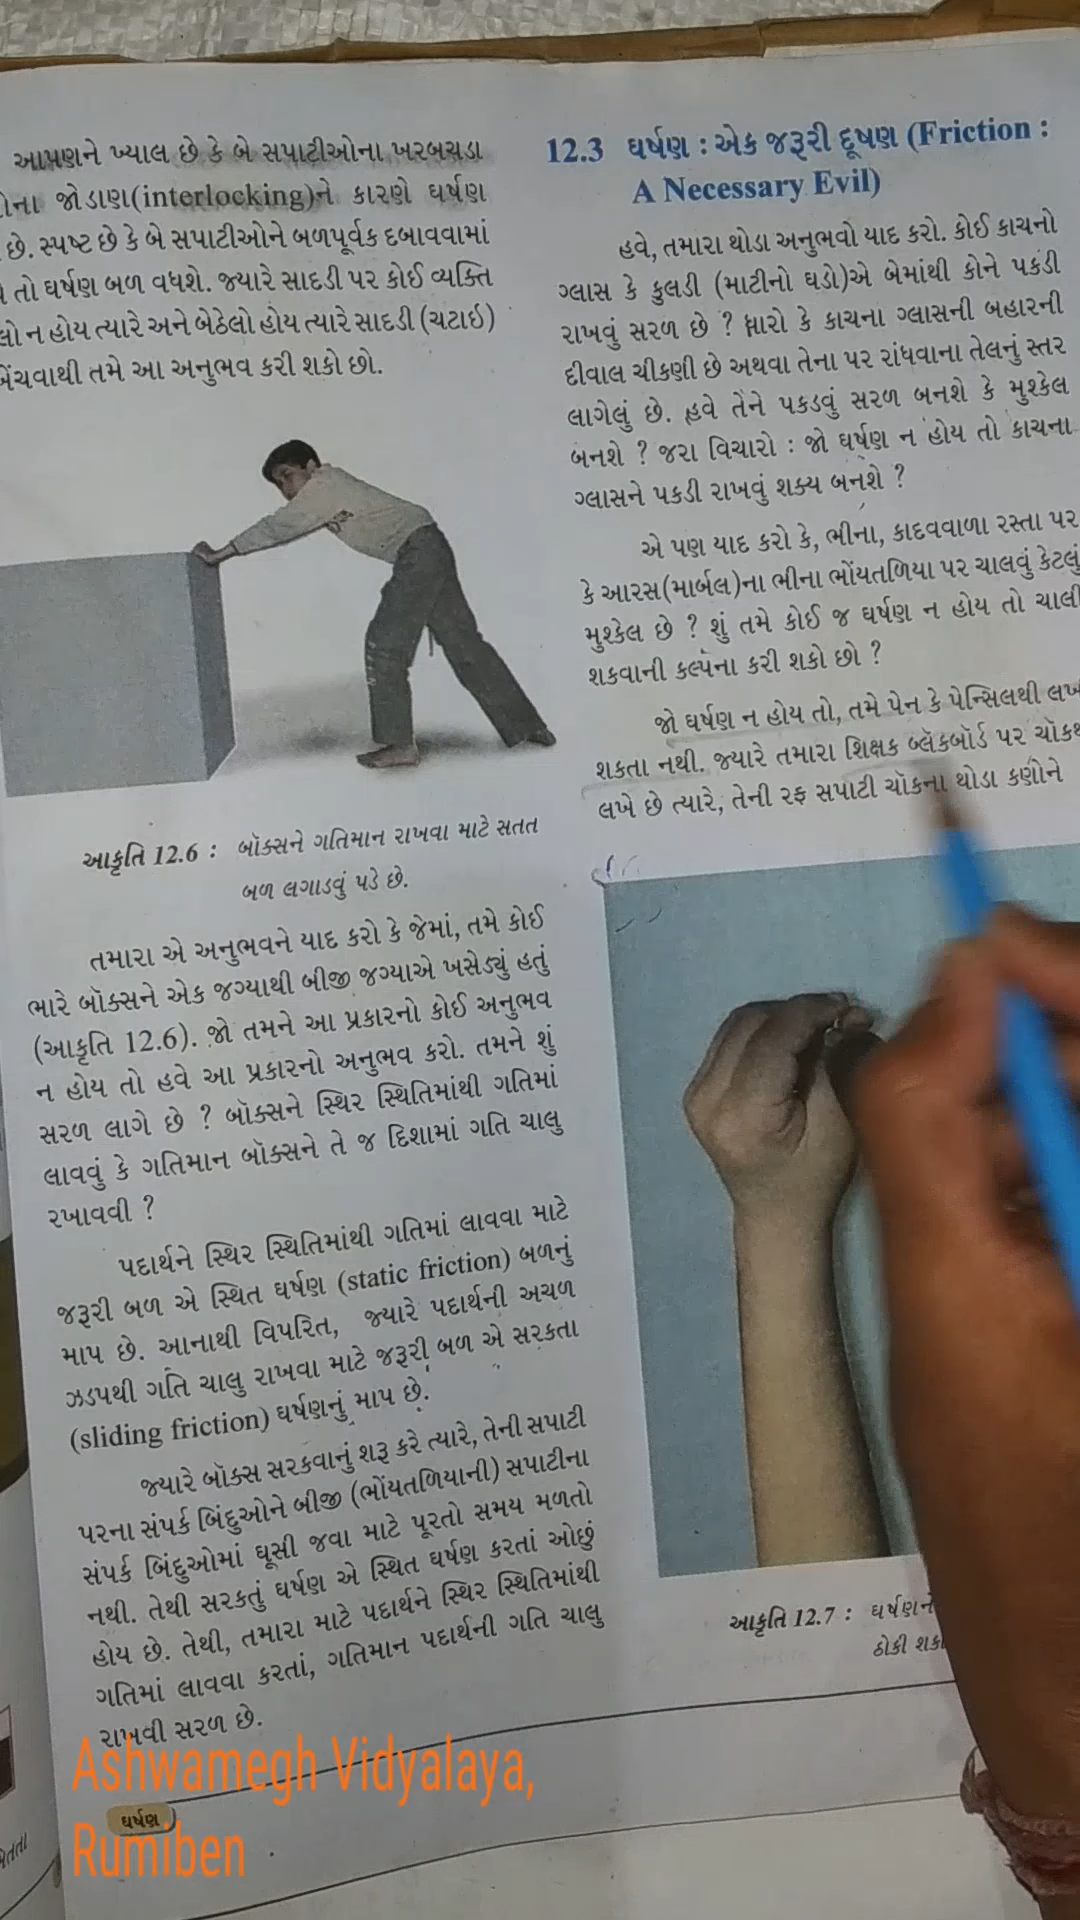 આપણને ખ્યાલ છે કે બે સપાટીઓના ખરબચડા
જોડાણ(interlocking)ને કારણે ઘર્ષણ
છે. સ્પષ્ટ છે કે બે સપાટીઓને બળપૂર્વક દબાવવામાં
તો ઘર્ષણ બળ વધશે. જ્યારે સાદડી પર કોઈ વ્યક્તિ
ન હોય ત્યારે અને બેઠેલો હોય ત્યારે સાદડી (ચટાઇ)
તમે આ અનુભવ કરી શકો છો.
આકૃતિ 12.6 : બૉક્સને ગતિમાન રાખવા માટે સતત
બળ લગાડવું પડે છે.
તમારા એ અનુભવને યાદ કરો કે જેમાં, તમે કોઈ
ભારે બૉક્સને એક જગ્યાથી બીજી જગ્યાએ ખસેડ્યું હતું
(આકૃતિ 12.6). જો તમને આ પ્રકારનો કોઈ અનુભવ
ન હોય તો હવે આ પ્રકારનો અનુભવ કરો. તમને શું
સરળ લાગે છે ? બૉક્સને સ્થિર સ્થિતિમાંથી ગતિમાં
લાવવું કે ગતિમાન બૉક્સને તે જ દિશામાં ગતિ ચાલુ
રખાવવી ?
પદાર્થને સ્થિર સ્થિતિમાંથી ગતિમાં લાવવા માટે
જરૂરી બળ એ સ્થિત ઘર્ષણ (static friction) બળનું
માપ છે. આનાથી વિપરિત, જ્યારે પદાર્થની અચળ
ઝડપથી ગતિ ચાલુ રાખવા માટે જરૂરી બળ એ સરકતા
(sliding friction) ઘર્ષણનું માપ છે.
જ્યારે બૉક્સ સરકવાનું શરૂ કરે ત્યારે, તેની સપાટી
પરના સંપર્ક બિંદુઓને બીજી (ભોંયતળિયાની) સપાટીના
સંપર્ક બિંદુઓમાં ઘૂસી જવા માટે પૂરતો સમય મળતો
નથી. તેથી સરકતું ઘર્ષણ એ સ્થિત ઘર્ષણ કરતાં ઓછું
હોય છે. તેથી, તમારા માટે પદાર્થને સ્થિર સ્થિતિમાંથી
ગતિમાં લાવવા કરતાં, ગતિમાન પદાર્થની ગતિ ચાલુ
રાખવી સરળ છે.
ઘર્ષણ
12.3 ઘર્ષણ : એક જરૂરી દૂષણ (Friction :
A Necessary Evil)
હવે, તમારા થોડા અનુભવો યાદ કરો. કોઈ કાચનો
ગ્લાસ કે કુલડી (માટીનો ઘડો)એ બેમાંથી કોને પકડી
રાખવું સરળ છે ? ધારો કે કાચના ગ્લાસની બહારની
દીવાલ ચીકણી છે અથવા તેના પર રાંધવાના તેલનું સ્તર
લાગેલું છે. હવે તેને પકડવું સરળ બનશે કે મુશ્કેલ
બનશે ? જરા વિચારો : જો ઘર્ષણ ન હોય તો કાચના
ગ્લાસને પકડી રાખવું શક્ય બનશે ?
એ પણ યાદ કરો કે, ભીના, કાદવવાળા રસ્તા પર
કે આરસ(માર્બલ)ના ભીના ભોંયતળિયા પર ચાલવું કેટલું
મુશ્કેલ છે ? શું તમે કોઈ જ ઘર્ષણ ન હોય તો ચાલી
શકવાની કલ્પના કરી શકો છો ?
જો ઘર્ષણ ન હોય તો, તમે પેન કે પેન્સિલથી
શકતા નથી. જ્યારે તમારા શિક્ષક બ્લૅકબૉર્ડ પર
લખે છે ત્યારે, તેની રફ સપાટી ચૉકના થોડા કણોને
આકૃતિ 12.7 : ઘર્ષણને
ઠોકી
Ashwamegh Vidyalaya,
Rumiben